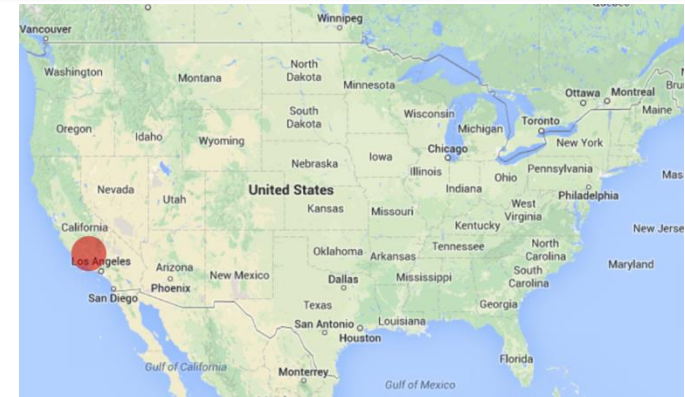 Winnipeg
Vancouver
Washington
Montana
North
Dakota
Minnesota
Ottawa
Montreal
Maine
South
Dakota
Wisconsin
Michigan
Toronto
Oregon
Idaho
Wyoming
New York
Chicago
Iowa
Nebraska
Illinois
Indiana
Ohio
Pennsylvania
Philadelphia
Nevada
Utah
United States
Kansas
Missouri
West
Virginia
Kentucky
California
Los Angeles
Oklahoma
Arkansas
Tennessee
North
Carolina
Maryland
Arizona
Phoenix
New Mexico
Dallas
Mississippi
South
Carolina
San Diego
Texas
Georgia
San Antonio
Louisiana
Houston
Florida
Gulf of California
Monterrey
Gulf of Mexico
New Jerse
Mas
Bru